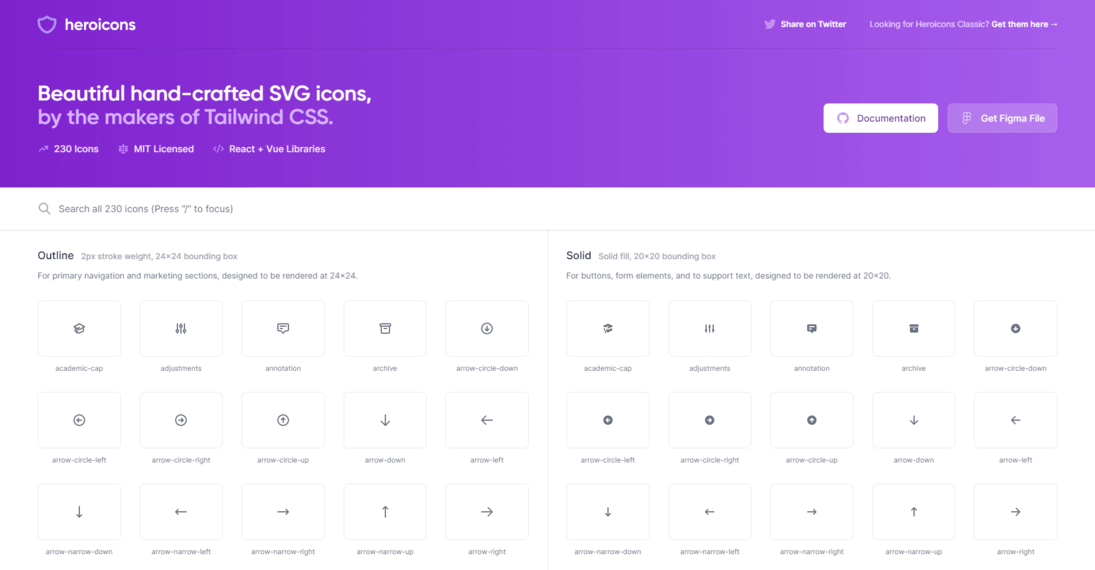 heroicons
Share on Twitter
Looking for Heroicons Classic? Get them here →
Beautiful hand-crafted SVG icons,
by the makers of Tailwind CSS.
Documentation
Get Figma File
230 Icons
MIT Licensed
React + Vue Libraries
Search all 230 icons (Press "/" to focus)
Outline 2px stroke weight, 24×24 bounding box
For primary navigation and marketing sections, designed to be rendered at 24×24.
academic-cap
adjustments
annotation
archive
arrow-circle-down
arrow-circle-left
arrow-circle-right
arrow-circle-up
arrow-down
arrow-left
arrow-narrow-down
arrow-narrow-left
arrow-narrow-right
arrow-narrow-up
arrow-right
Solid Solid fill, 20×20 bounding box
For buttons, form elements, and to support text, designed to be rendered at 20×20.
academic-cap
adjustments
annotation
archive
arrow-circle-down
arrow-circle-left
arrow-circle-right
arrow-circle-up
arrow-down
arrow-left
arrow-narrow-down
arrow-narrow-left
arrow-narrow-right
arrow-narrow-up
arrow-right